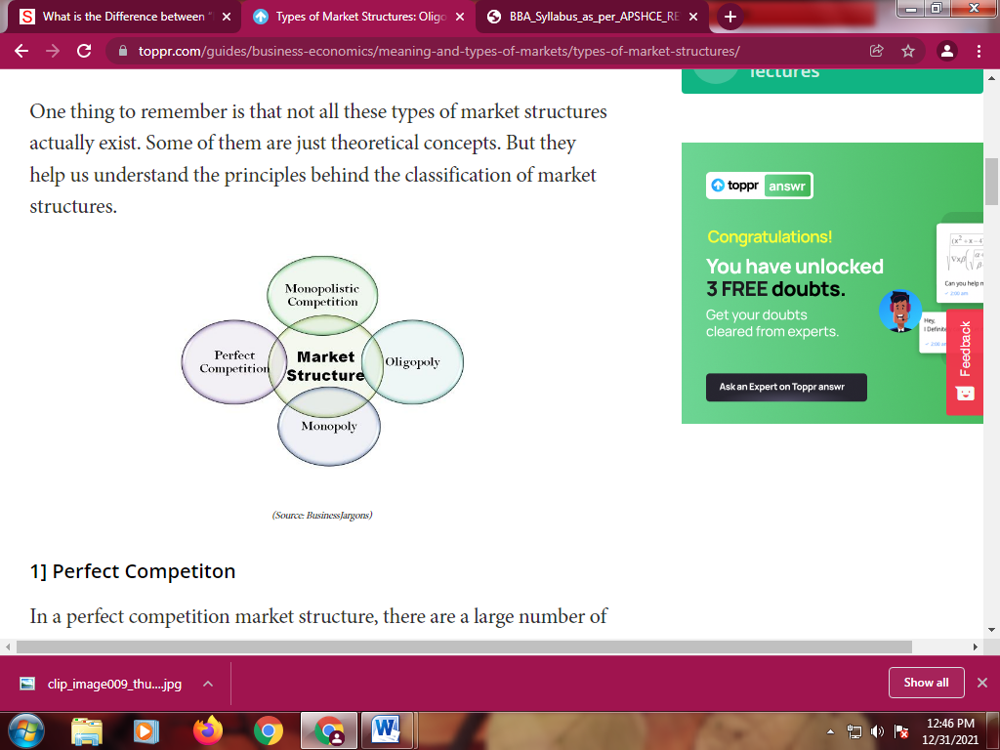 What is the Difference between "
Types of Market Structures: Oligo
BBA_Syllabus_as_per_APSHCE_RE
toppr.com/guides/business-economics/meaning-and-types-of-markets/types-of-market-structures/
lectures
One thing to remember is that not all these types of market structures
actually exist. Some of them are just theoretical concepts. But they
help us understand the principles behind the classification of market
structures.
Monopolistic
Competition
Perfect
Competition
Market
Structure
Oligopoly
Monopoly
(Source: BusinessJargons)
1] Perfect Competiton
In a perfect competition market structure, there are a large number of
toppr answr
Congratulations!
You have unlocked
3 FREE doubts.
Get your doubts
cleared from experts.
Ask an Expert on Toppr answr
Can you help
2:00 am
Hey,
I Definite
Feedback
clip_image009_thu....jpg
Show all
12:46 PM
12/31/2021